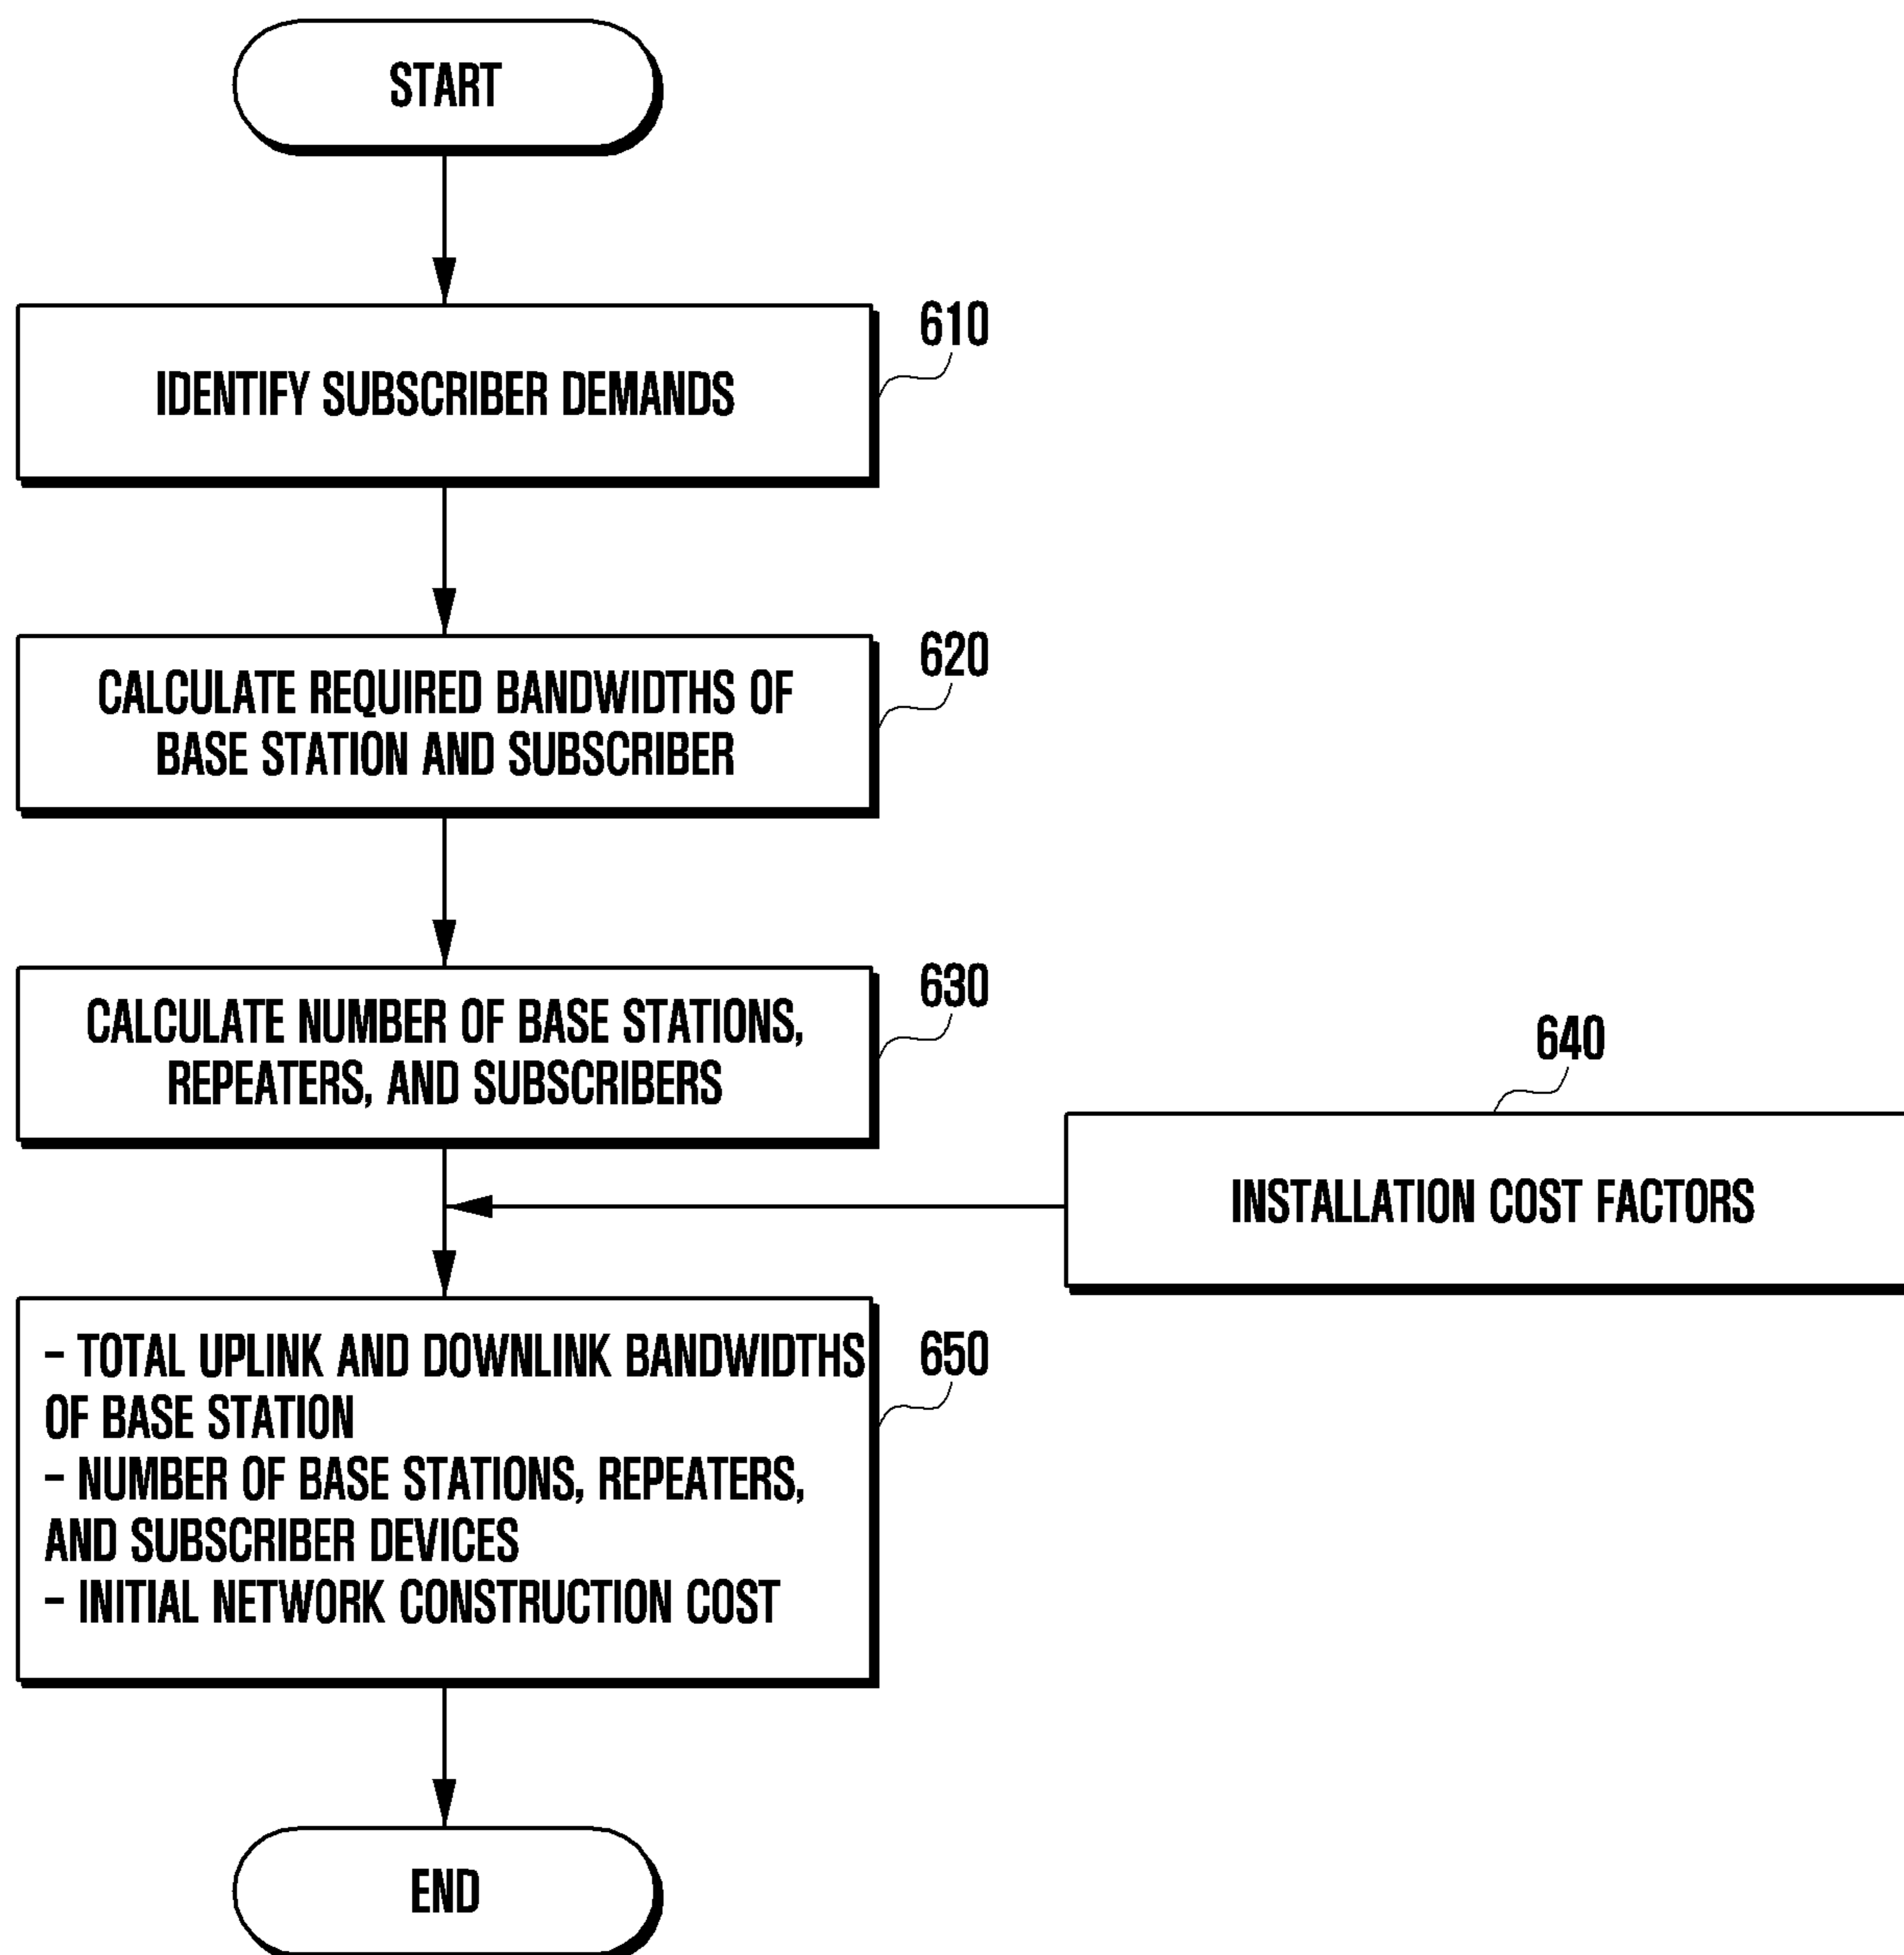 START
610
IDENTIFY SUBSCRIBER DEMANDS
620
CALCULATE REQUIRED BANDWIDTHS OF
BASE STATION AND SUBSCRIBER
630
CALCULATE NUMBER OF BASE STATIONS,
REPEATERS, AND SUBSCRIBERS
640
INSTALLATION COST FACTORS
650
– TOTAL UPLINK AND DOWNLINK BANDWIDTHS
OF BASE STATION
– NUMBER OF BASE STATIONS, REPEATERS,
AND SUBSCRIBER DEVICES
– INITIAL NETWORK CONSTRUCTION COST
END